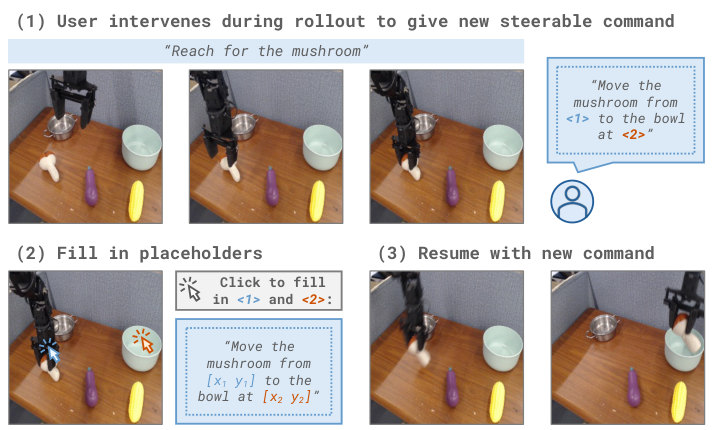 (1) User intervenes during rollout to give new steerable command
"Reach for the mushroom"
"Move the
mushroom from
<1> to the bowl
at <2>"
(2) Fill in placeholders
Click to fill
in <1> and <2>:
"Move the
mushroom from
[x₁ y₁] to the
bowl at [x₂ y₂]"
(3) Resume with new command